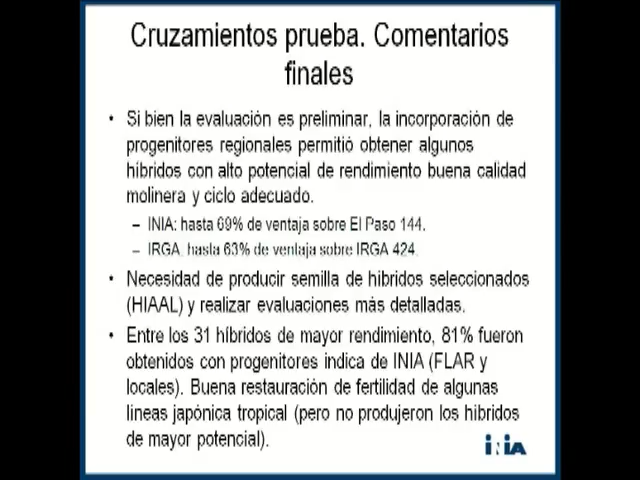 Cruzamientos prueba. Comentarios
finales
• Si bien la evaluación es preliminar, la incorporación de
progenitores regionales permitió obtener algunos
híbridos con alto potencial de rendimiento buena calidad
molinera y ciclo adecuado.
– INIA: hasta 69% de ventaja sobre El Paso 144.
– IRGA: hasta 63% de ventaja sobre IRGA 424.
• Necesidad de producir semilla de híbridos seleccionados
(HIAAL) y realizar evaluaciones más detalladas.
• Entre los 31 híbridos de mayor rendimiento, 81% fueron
obtenidos con progenitores indica de INIA (FLAR y
locales). Buena restauración de fertilidad de algunas
líneas japónica tropical (pero no produjeron los híbridos
de mayor potencial).
iNiA